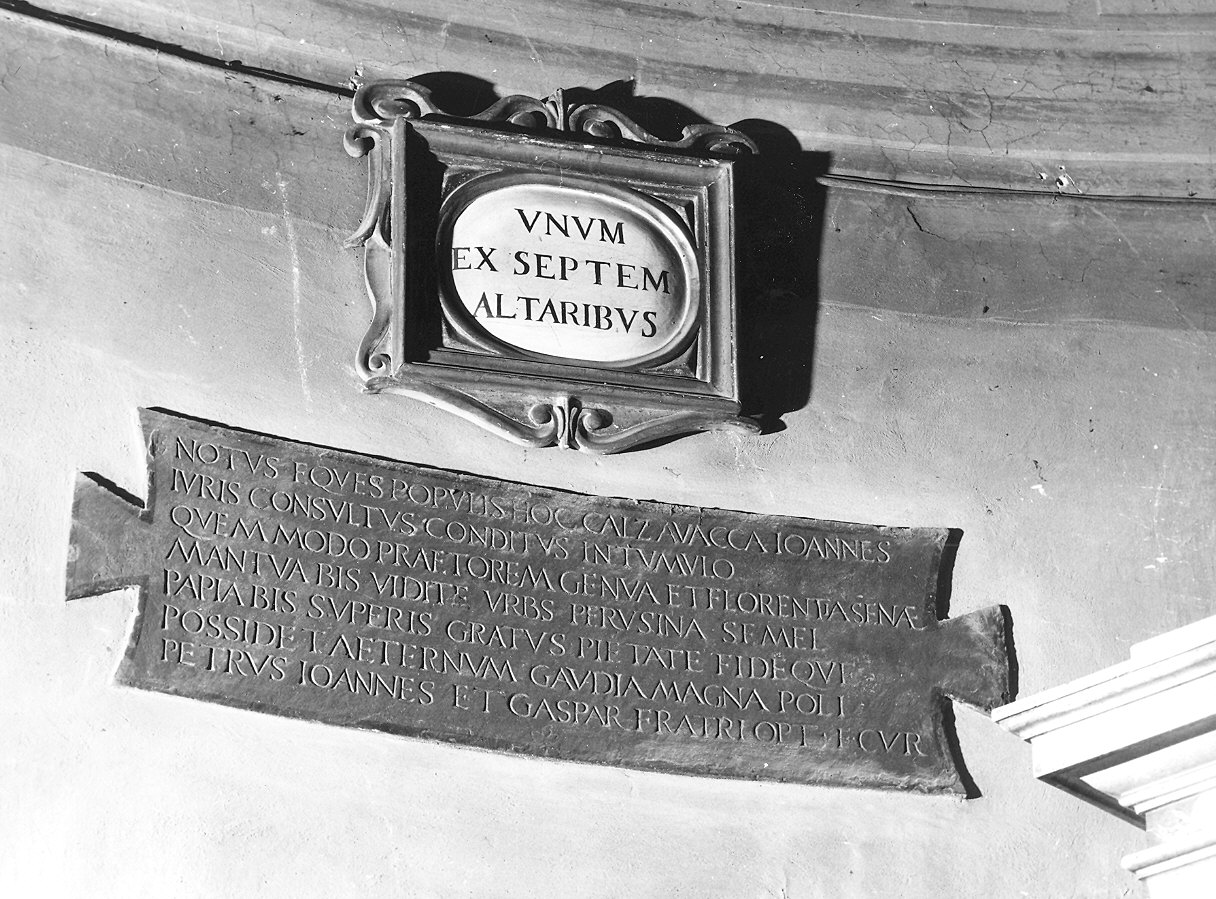 VNVM
EX SEPTEM
ALTARIBVS
NOTVS EQVES POPVLIS HOC CALZAVACCA IOANNES
IVRIS CONSVLTVS CONDITVS IN TVMVLO
QVEM MODO PRAETOREM GENVA ET FLORENTIA SENÆ
MANTVA BIS VIDIT E VRBS PERVSINA SEMEL
PAPIA BIS SVPERIS GRATVS PIETATE FIDEQVE
POSSIDET AETERNVM GAVDIA MAGNA POLI
PETRVS IOANNES ET GASPAR FRATRI OPT. F. CVR